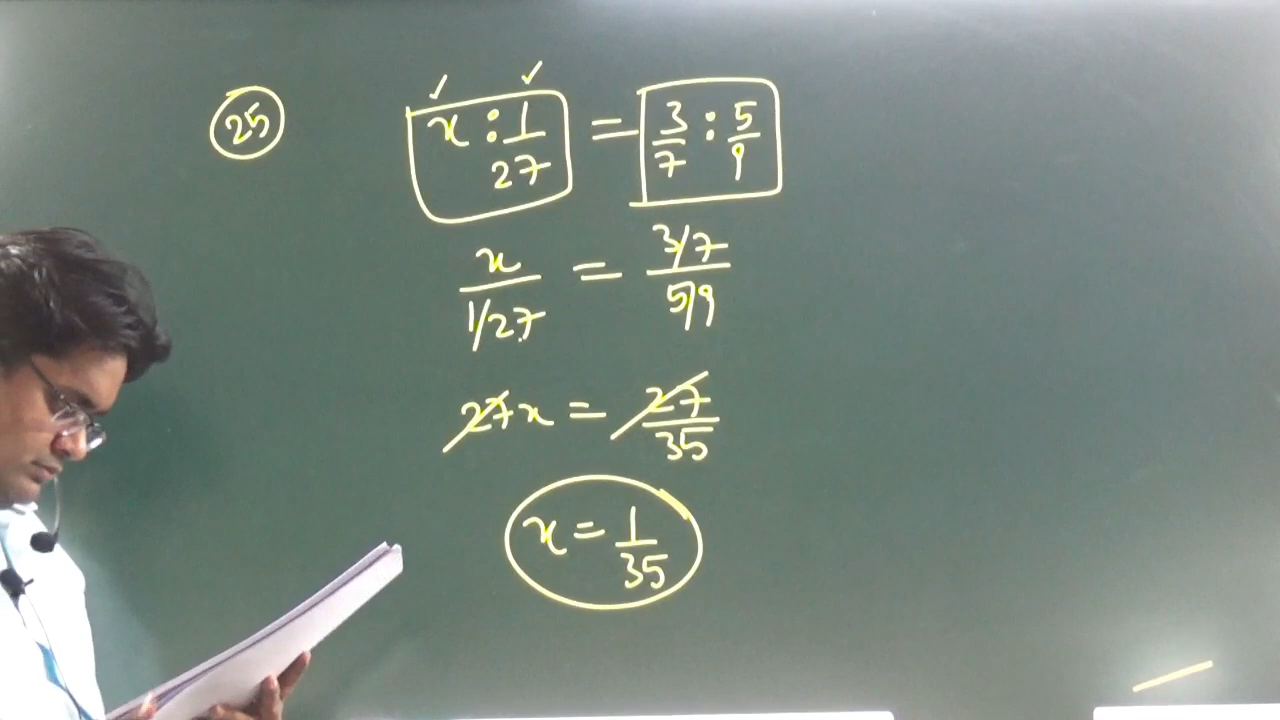 25 x : 1/27 = 3/7 : 5/9
x/(1/27) = (3/7)/(5/9)
27x = 27/35
x = 1/35